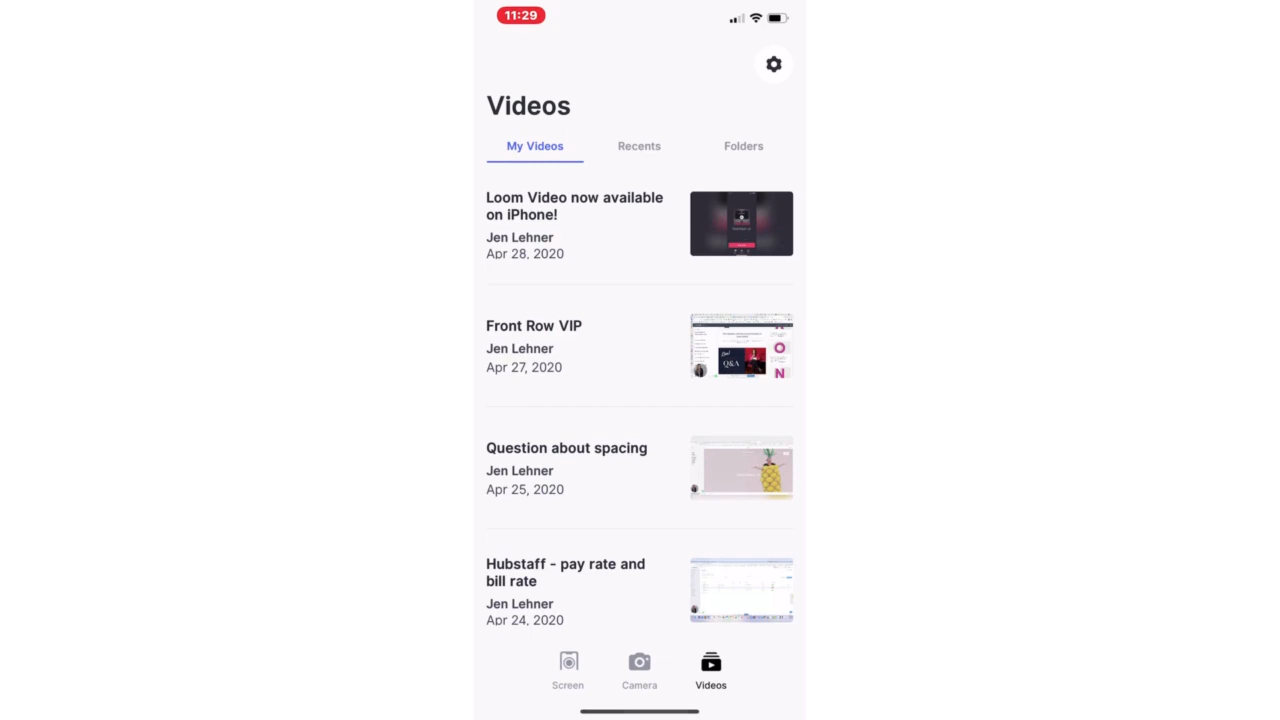 11:29
Videos
My Videos Recents Folders
Loom Video now available
on iPhone!
Jen Lehner
Apr 28, 2020
Front Row VIP
Jen Lehner
Apr 27, 2020
Q&A
O
N
Question about spacing
Jen Lehner
Apr 25, 2020
Hubstaff - pay rate and
bill rate
Jen Lehner
Apr 24, 2020
Screen Camera Videos